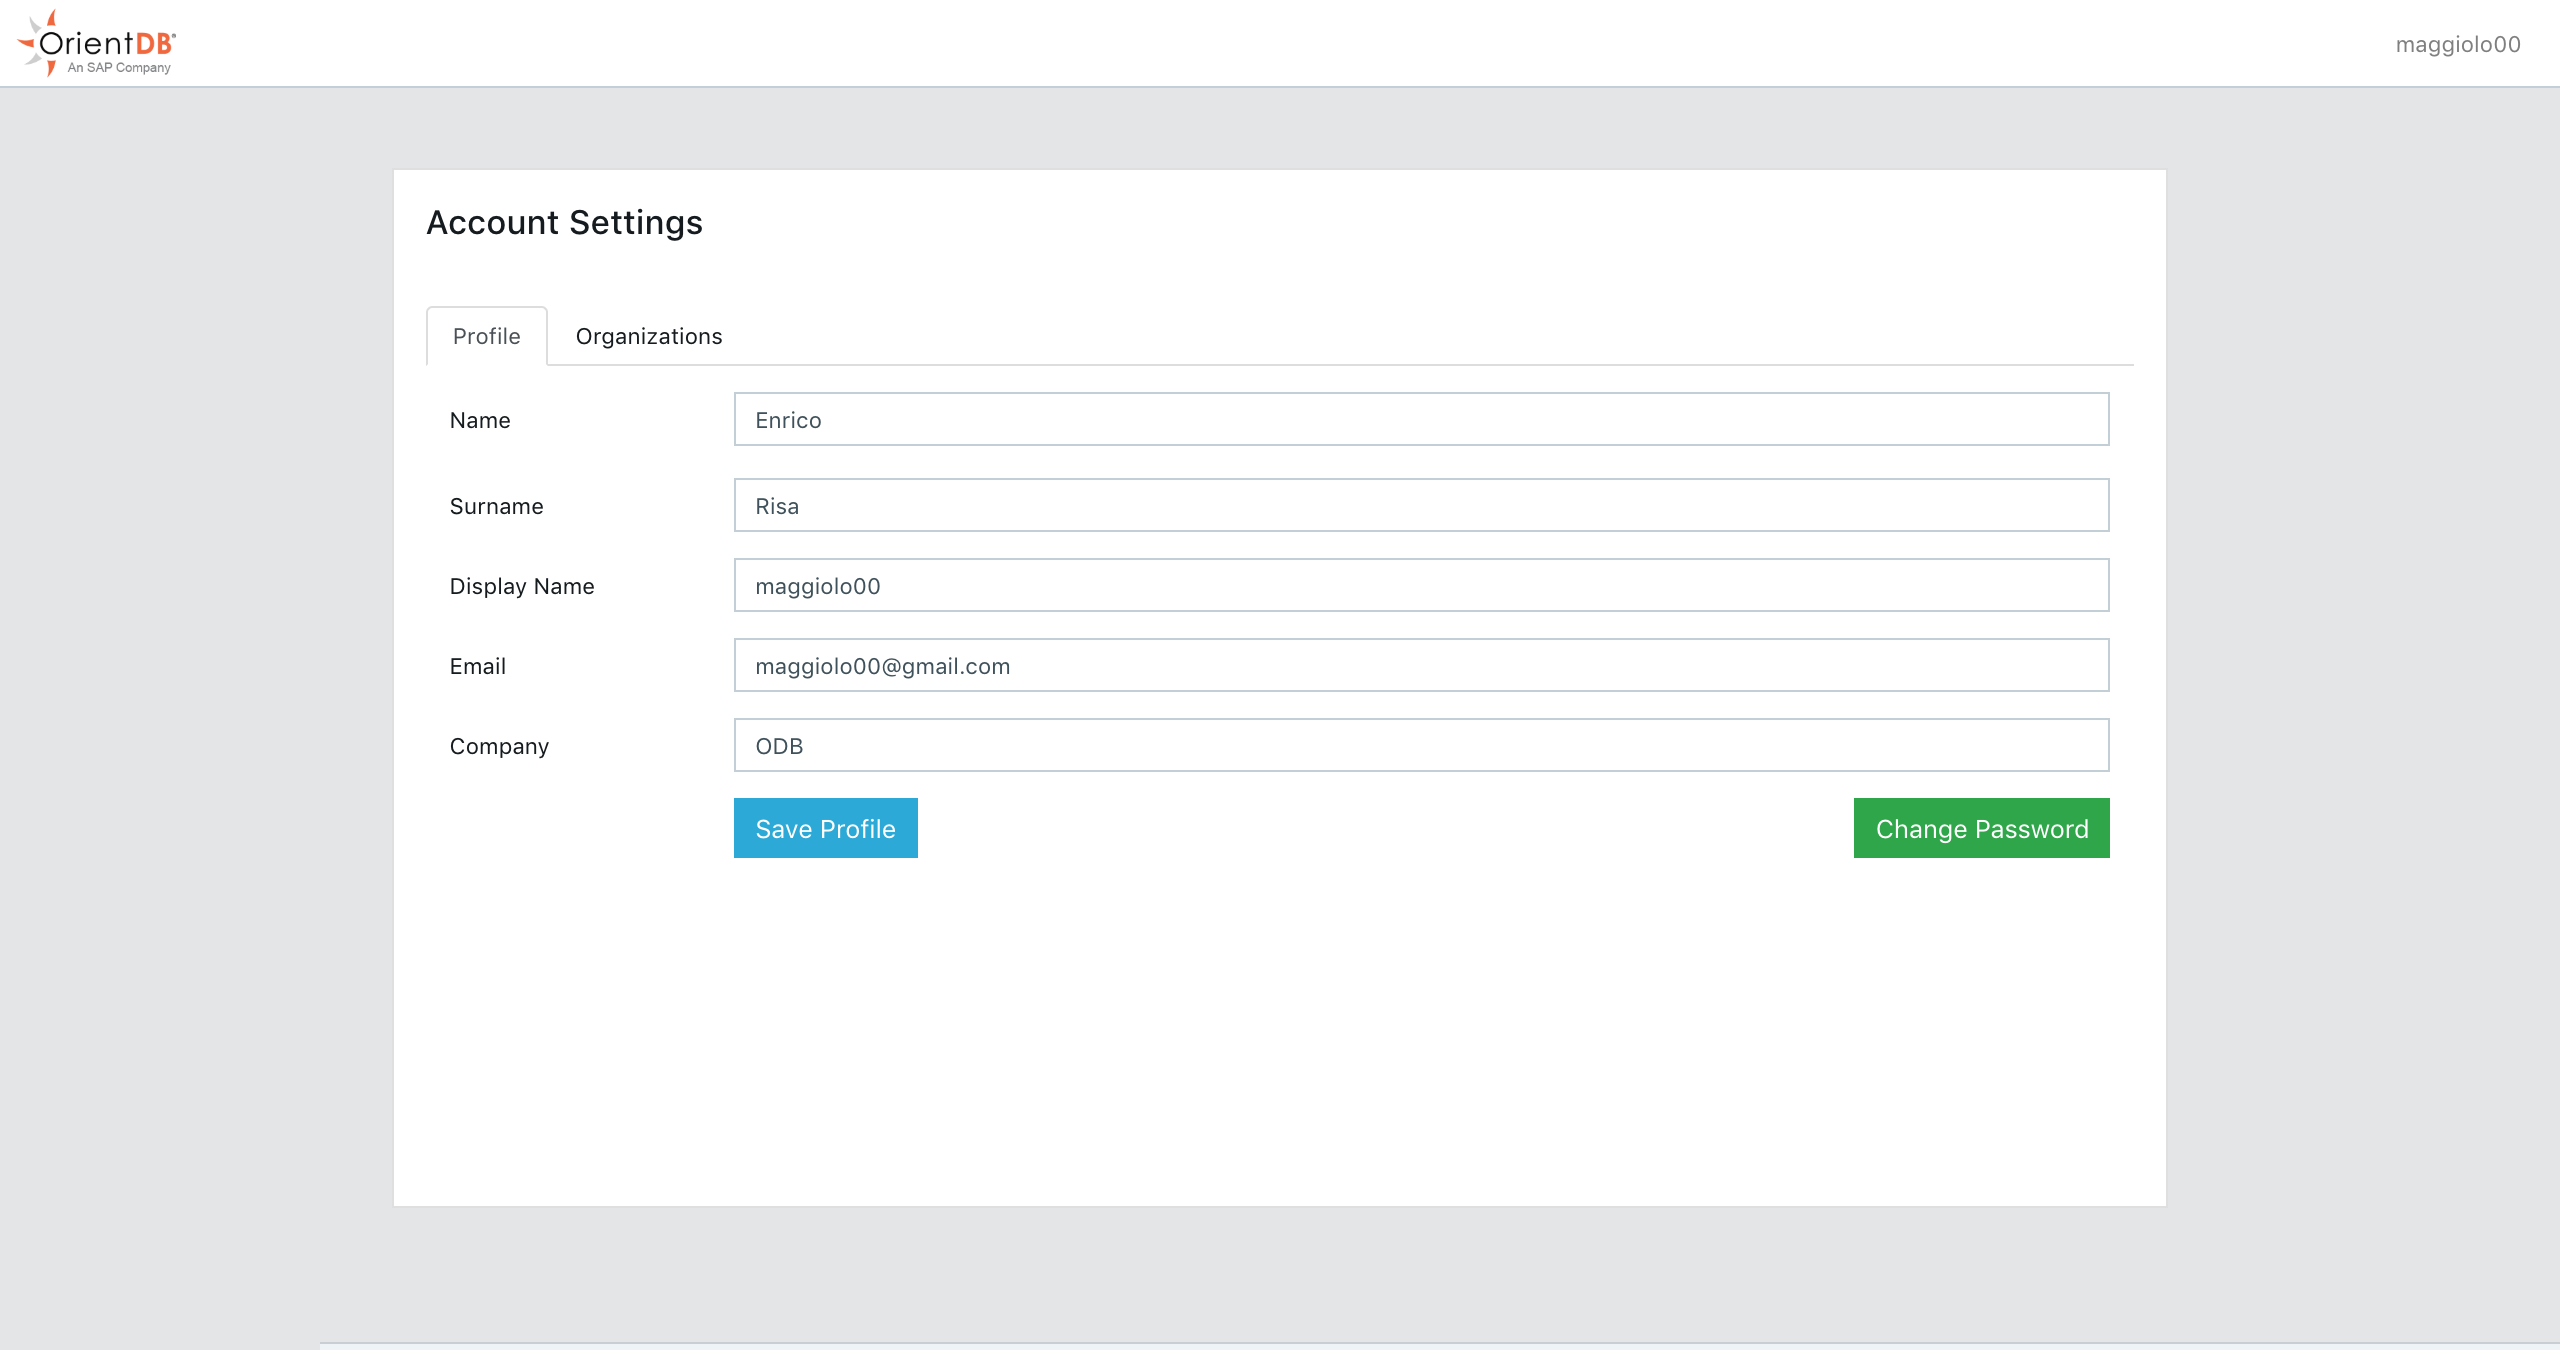 OrientDB®
An SAP Company
maggiolo00
Account Settings
Profile Organizations
Name Enrico
Surname Risa
Display Name maggiolo00
Email maggiolo00@gmail.com
Company ODB
Save Profile Change Password